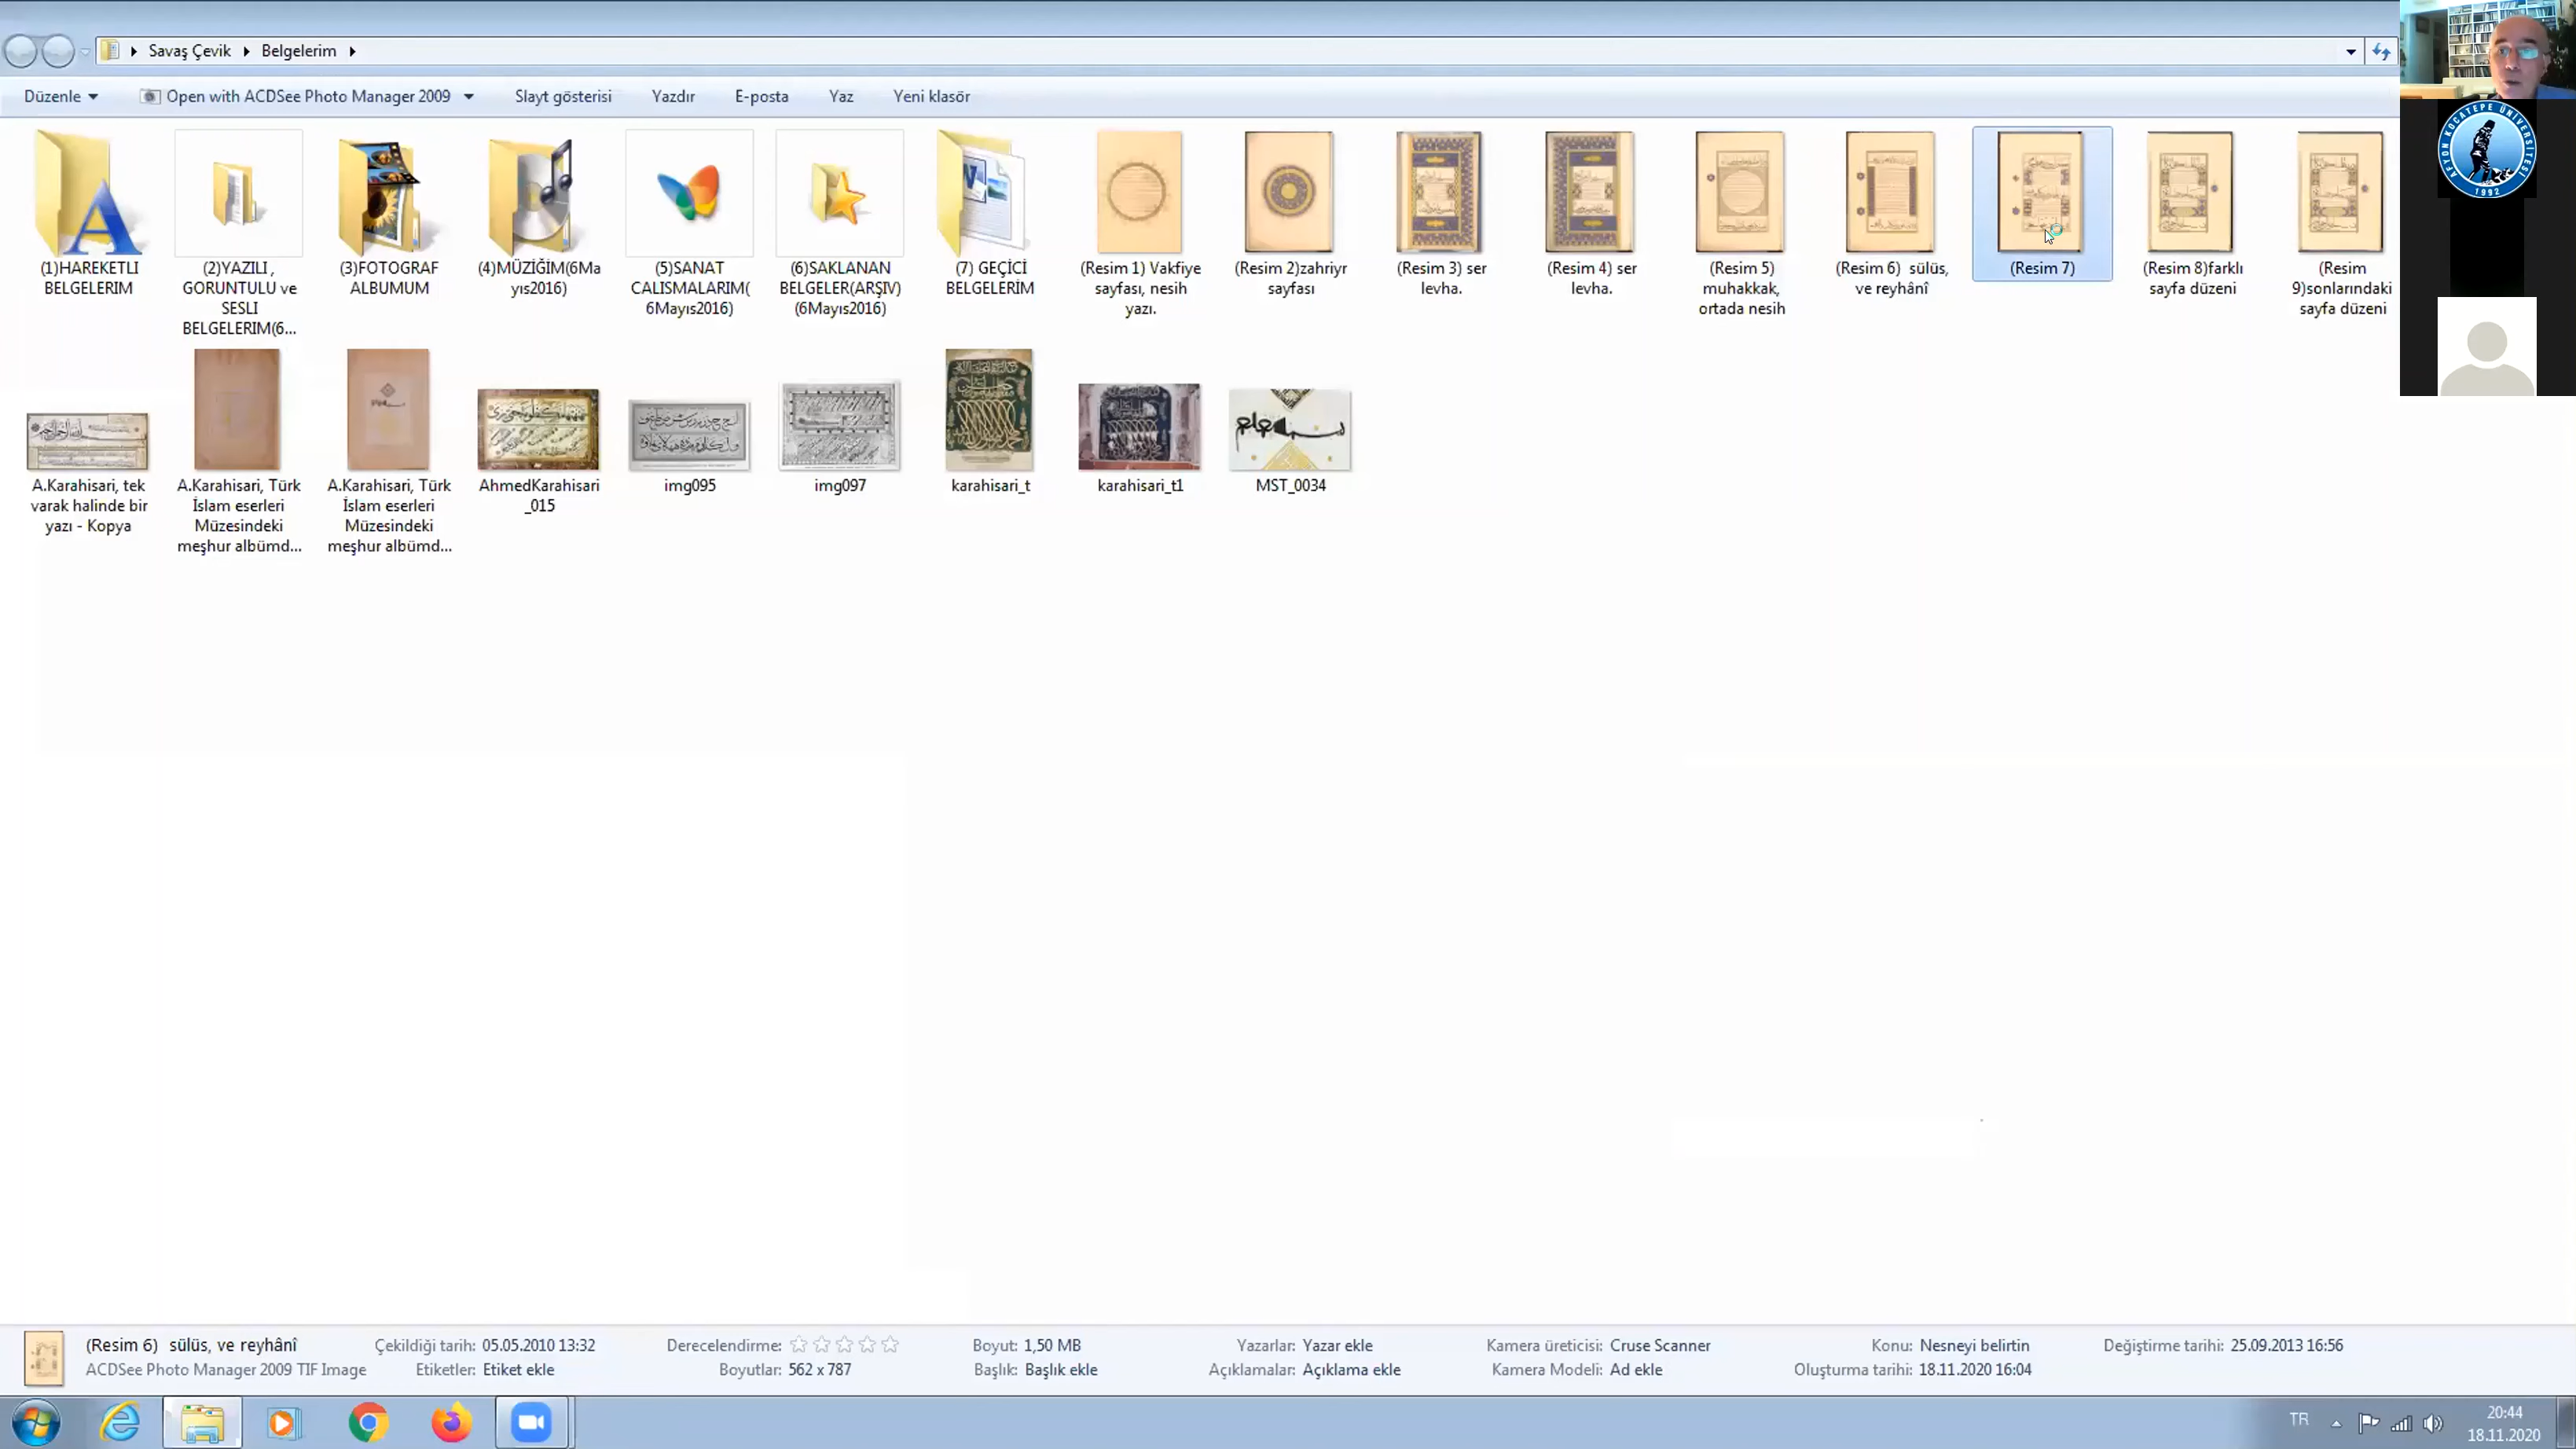 Savaş Çevik Belgelerim
Düzenle Open with ACDSee Photo Manager 2009 Slayt gösterisi Yazdır E-posta Yaz Yeni klasör
(1)HAREKETLI
BELGELERIM
(2)YAZILI ,
GORUNTULU ve
SESLI
BELGELERIM(6...
(3)FOTOGRAF
ALBUMUM
(4)MÜZİĞİM(6Ma
yıs2016)
(5)SANAT
CALISMALARIM(
6Mayıs2016)
(6)SAKLANAN
BELGELER(ARŞIV)
(6Mayıs2016)
(7) GEÇİCİ
BELGELERİM
(Resim 1) Vakfiye
sayfası, nesih
yazı.
(Resim 2)zahriyr
sayfası
(Resim 3) ser
levha.
(Resim 4) ser
levha.
(Resim 5)
muhakkak,
ortada nesih
(Resim 6) sülüs,
ve reyhânî
(Resim 7)
(Resim 8)farklı
sayfa düzeni
(Resim
9)sonlarındaki
sayfa düzeni
AFYON KOCATEPE ÜNİVERSİTESİ
1992
A.Karahisari, tek
varak halinde bir
yazı - Kopya
A.Karahisari, Türk
İslam eserleri
Müzesindeki
meşhur albümd...
A.Karahisari, Türk
İslam eserleri
Müzesindeki
meşhur albümd...
AhmedKarahisari
_015
img095
img097
karahisari_t
karahisari_t1
MST_0034
(Resim 6) sülüs, ve reyhânî Çekildiği tarih: 05.05.2010 13:32 Derecelendirme: Boyut: 1,50 MB Yazarlar: Yazar ekle Kamera üreticisi: Cruse Scanner Konu: Nesneyi belirtin Değiştirme tarihi: 25.09.2013 16:56
ACDSee Photo Manager 2009 TIF Image Etiketler: Etiket ekle Boyutlar: 562 x 787 Başlık: Başlık ekle Açıklamalar: Açıklama ekle Kamera Modeli: Ad ekle Oluşturma tarihi: 18.11.2020 16:04
TR 20:44
18.11.2020